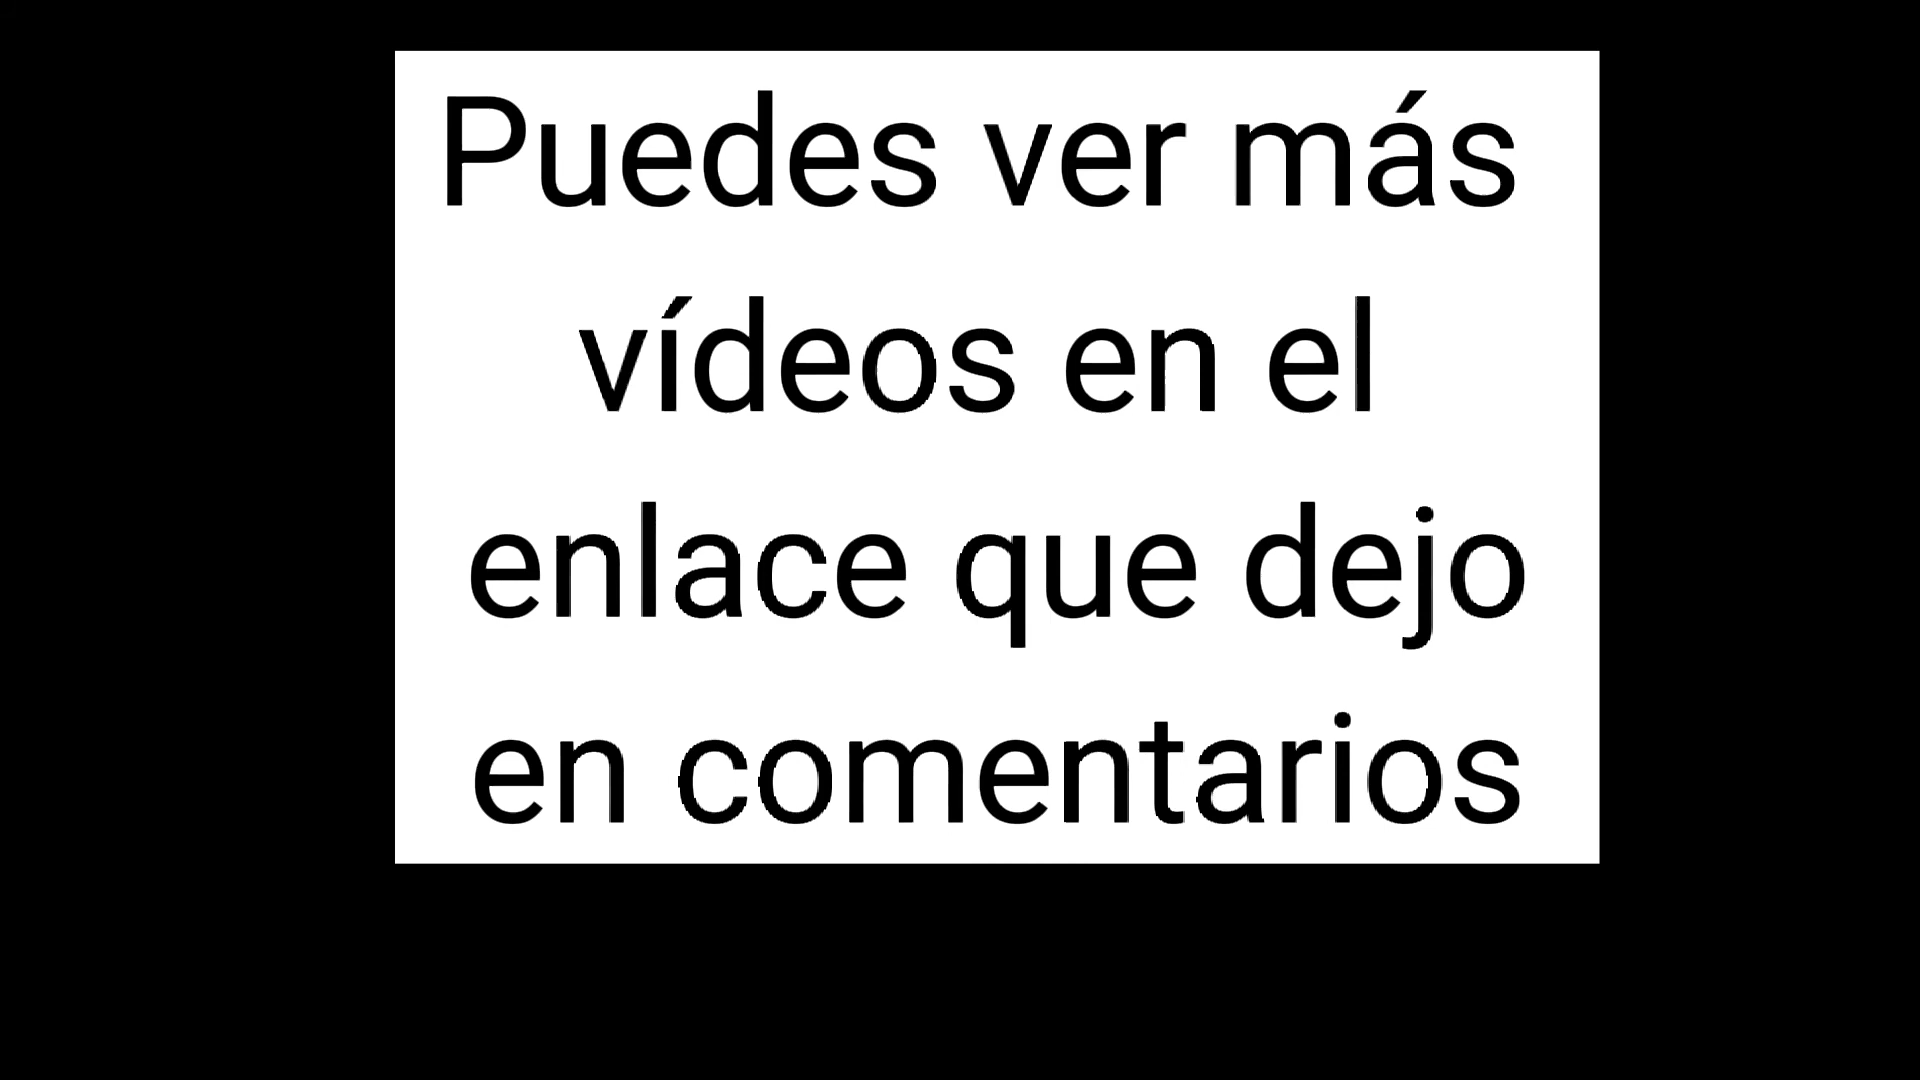 Puedes ver más
vídeos en el
enlace que dejo
en comentarios